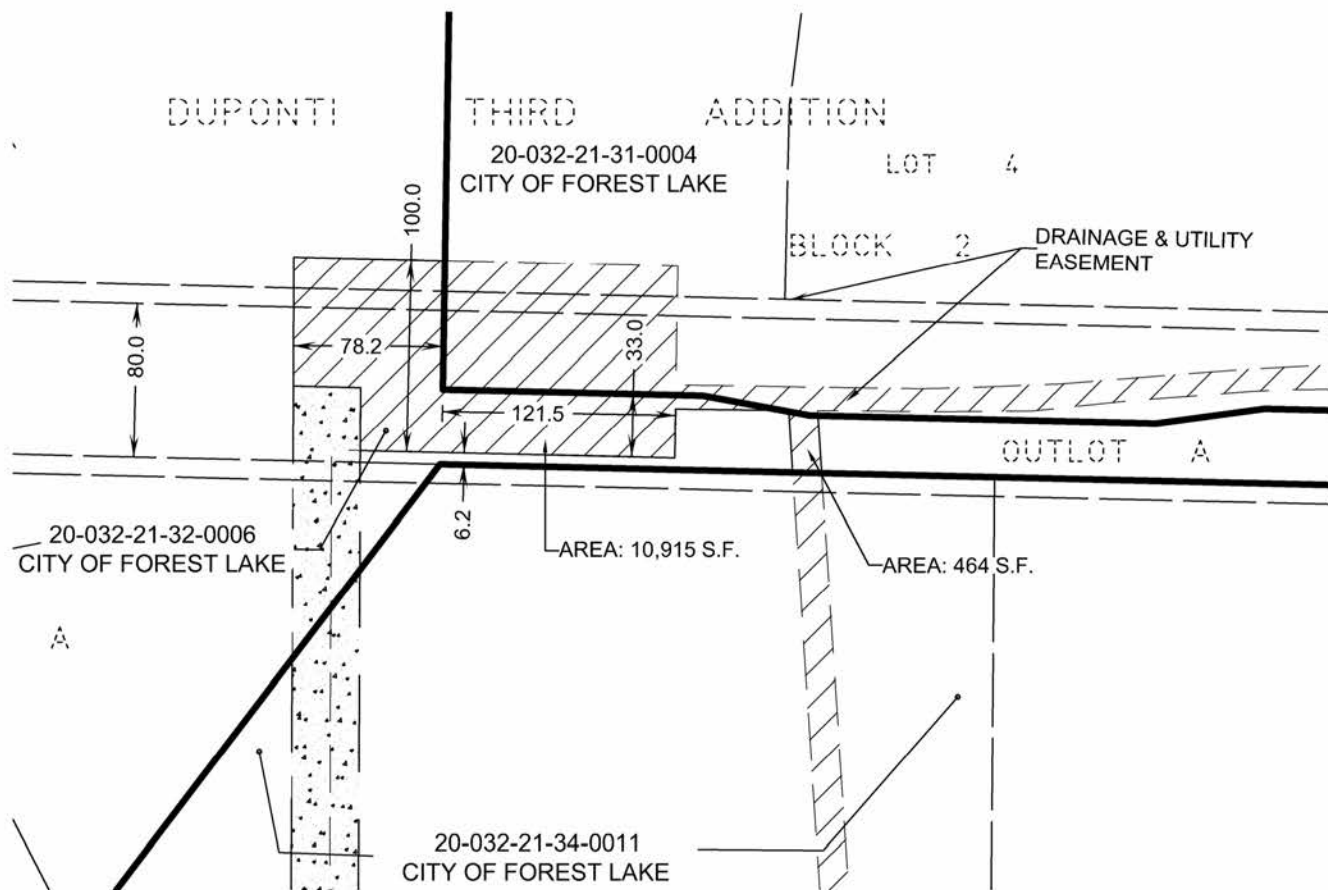 DUPONTI THIRD ADDITION
20-032-21-31-0004
CITY OF FOREST LAKE
LOT 4
BLOCK 2
DRAINAGE & UTILITY
EASEMENT
100.0
80.0
78.2
33.0
121.5
OUTLOT A
6.2
20-032-21-32-0006
CITY OF FOREST LAKE
AREA: 10,915 S.F.
AREA: 464 S.F.
A
20-032-21-34-0011
CITY OF FOREST LAKE